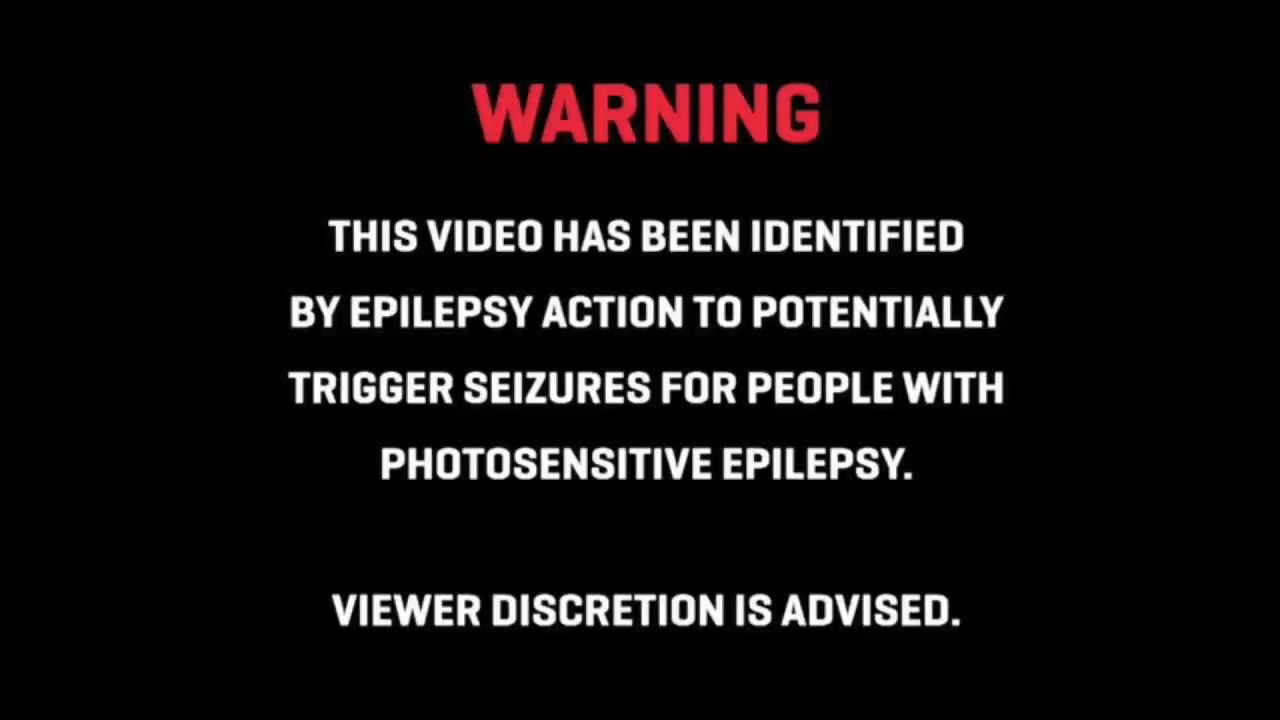 WARNING
THIS VIDEO HAS BEEN IDENTIFIED
BY EPILEPSY ACTION TO POTENTIALLY
TRIGGER SEIZURES FOR PEOPLE WITH
PHOTOSENSITIVE EPILEPSY.
VIEWER DISCRETION IS ADVISED.